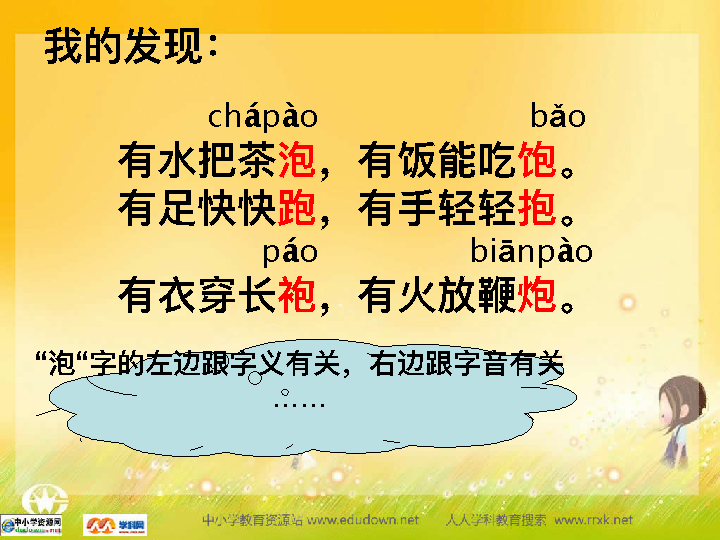 我的发现：
chápào bǎo
有水把茶泡，有饭能吃饱。
有足快快跑，有手轻轻抱。
páo biānpào
有衣穿长袍，有火放鞭炮。
“泡“字的左边跟字义有关，右边跟字音有关
……
中小学资源网 学科网 中小学教育资源站 www.edudown.net 人人学科教育搜索 www.rrxk.net